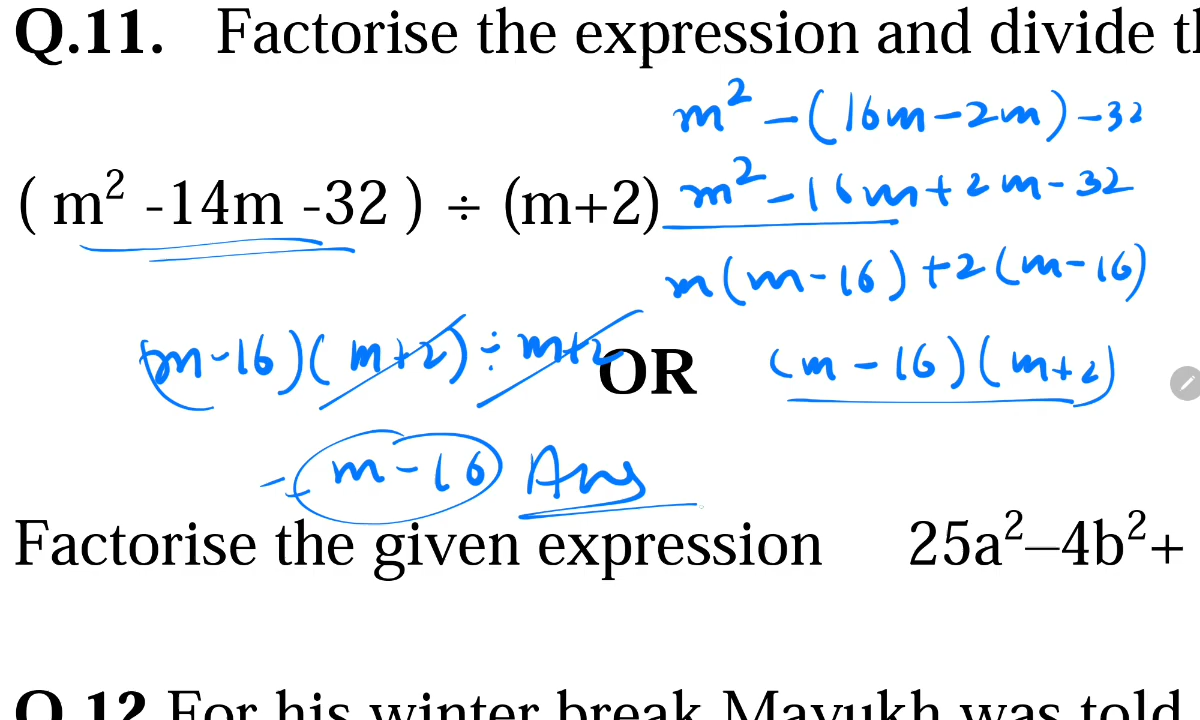 Q.11. Factorise the expression and divide th
m² -(16m-2m)-32
( m² -14m -32 ) ÷ (m+2)
m²-16m+2m-32
m(m-16)+2(m-16)
(m-16)(m+2)÷m+2
OR
(m-16)(m+2)
= m-16 Ans
Factorise the given expression 25a²–4b²+
Q.12 For his winter break Mayukh was told